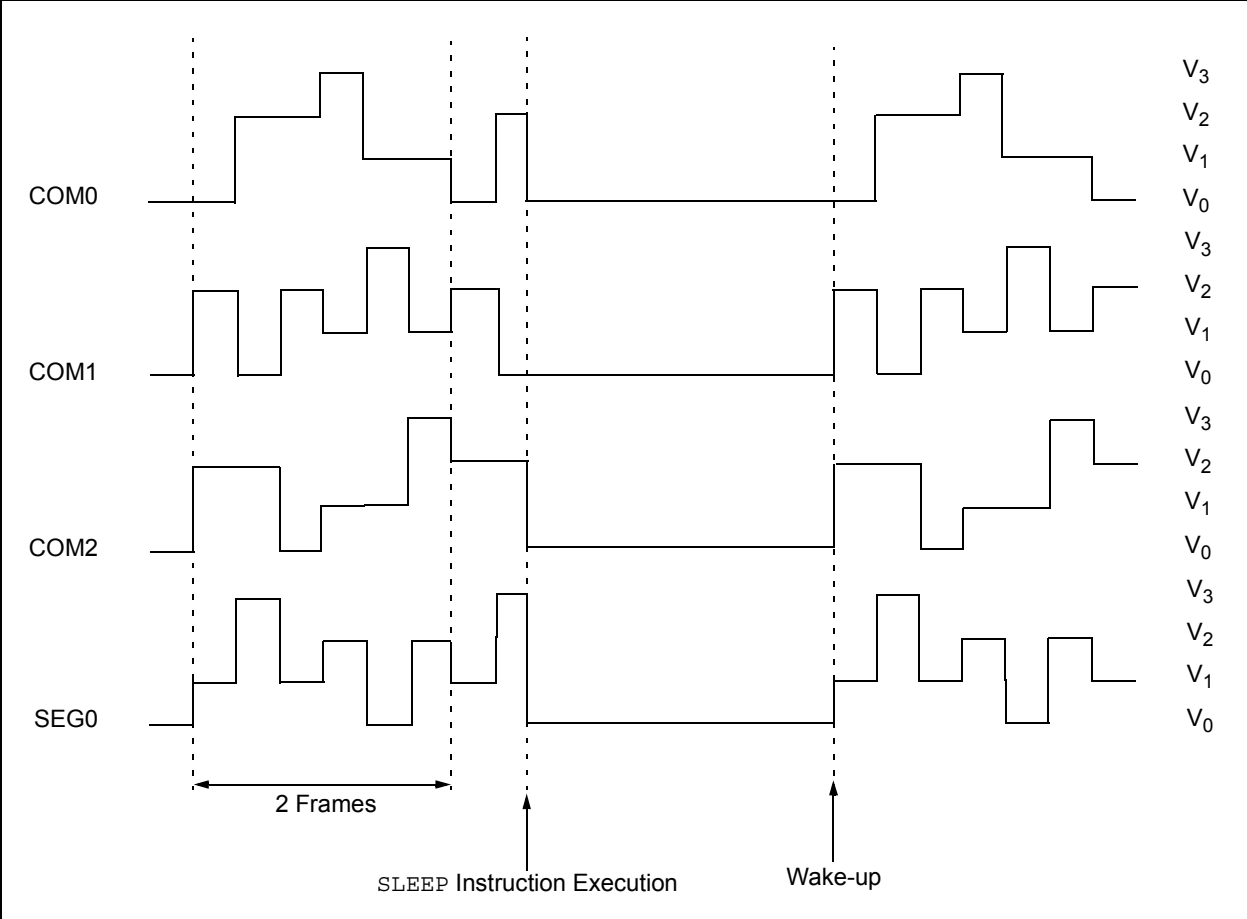 V3
V2
V1
COM0
V0
V3
V2
V1
COM1
V0
V3
V2
V1
COM2
V0
V3
V2
V1
SEG0
V0
2 Frames
SLEEP Instruction Execution
Wake-up